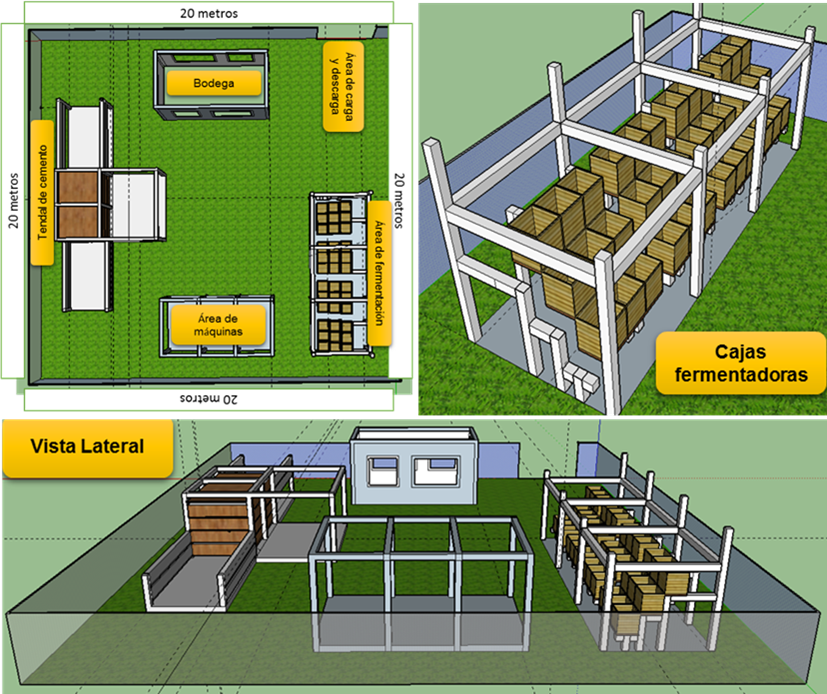 20 metros
Bodega
Área de carga
y descarga
Tendal de cemento
20 metros
20 metros
Área de fermentación
Área de
máquinas
20 metros
Cajas
fermentadoras
Vista Lateral